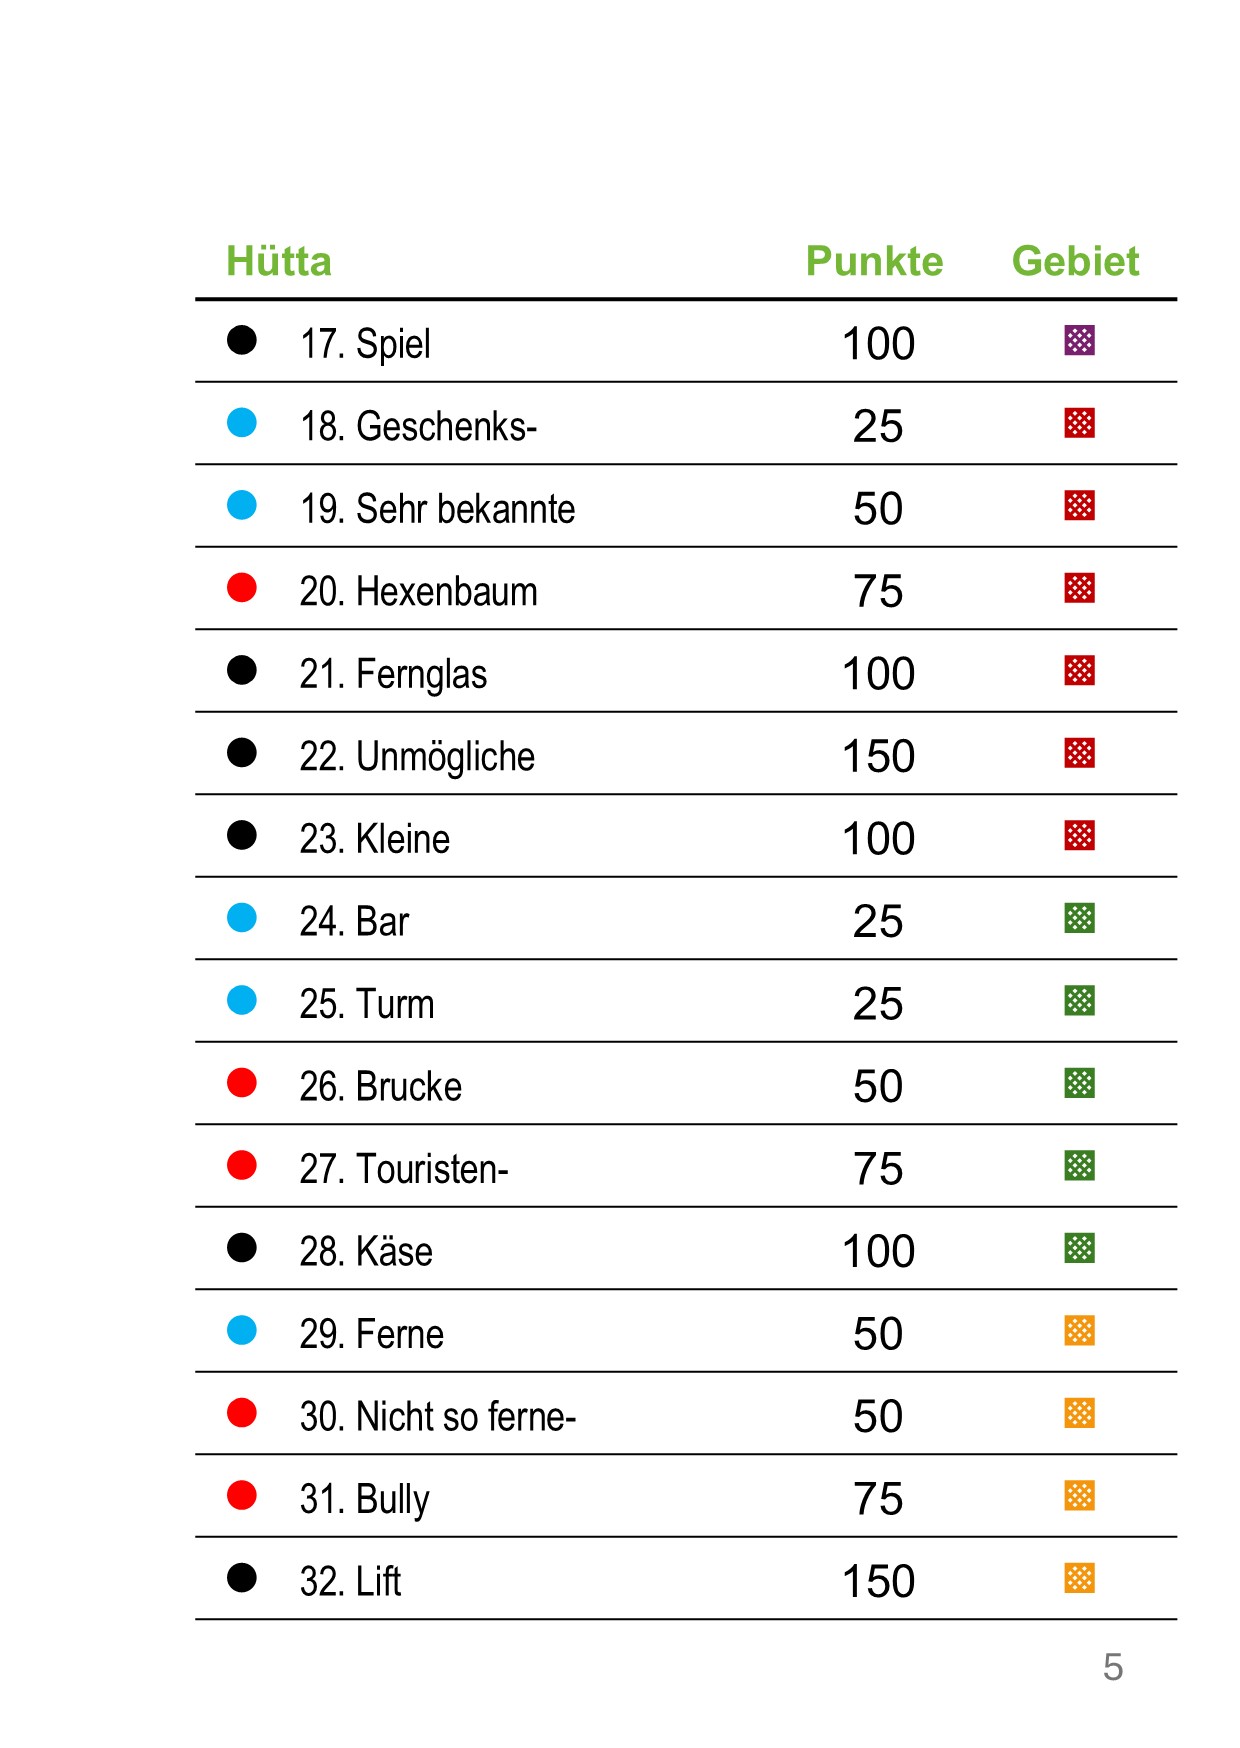 Hütta Punkte Gebiet
17. Spiel 100
18. Geschenks- 25
19. Sehr bekannte 50
20. Hexenbaum 75
21. Fernglas 100
22. Unmögliche 150
23. Kleine 100
24. Bar 25
25. Turm 25
26. Brucke 50
27. Touristen- 75
28. Käse 100
29. Ferne 50
30. Nicht so ferne- 50
31. Bully 75
32. Lift 150
5